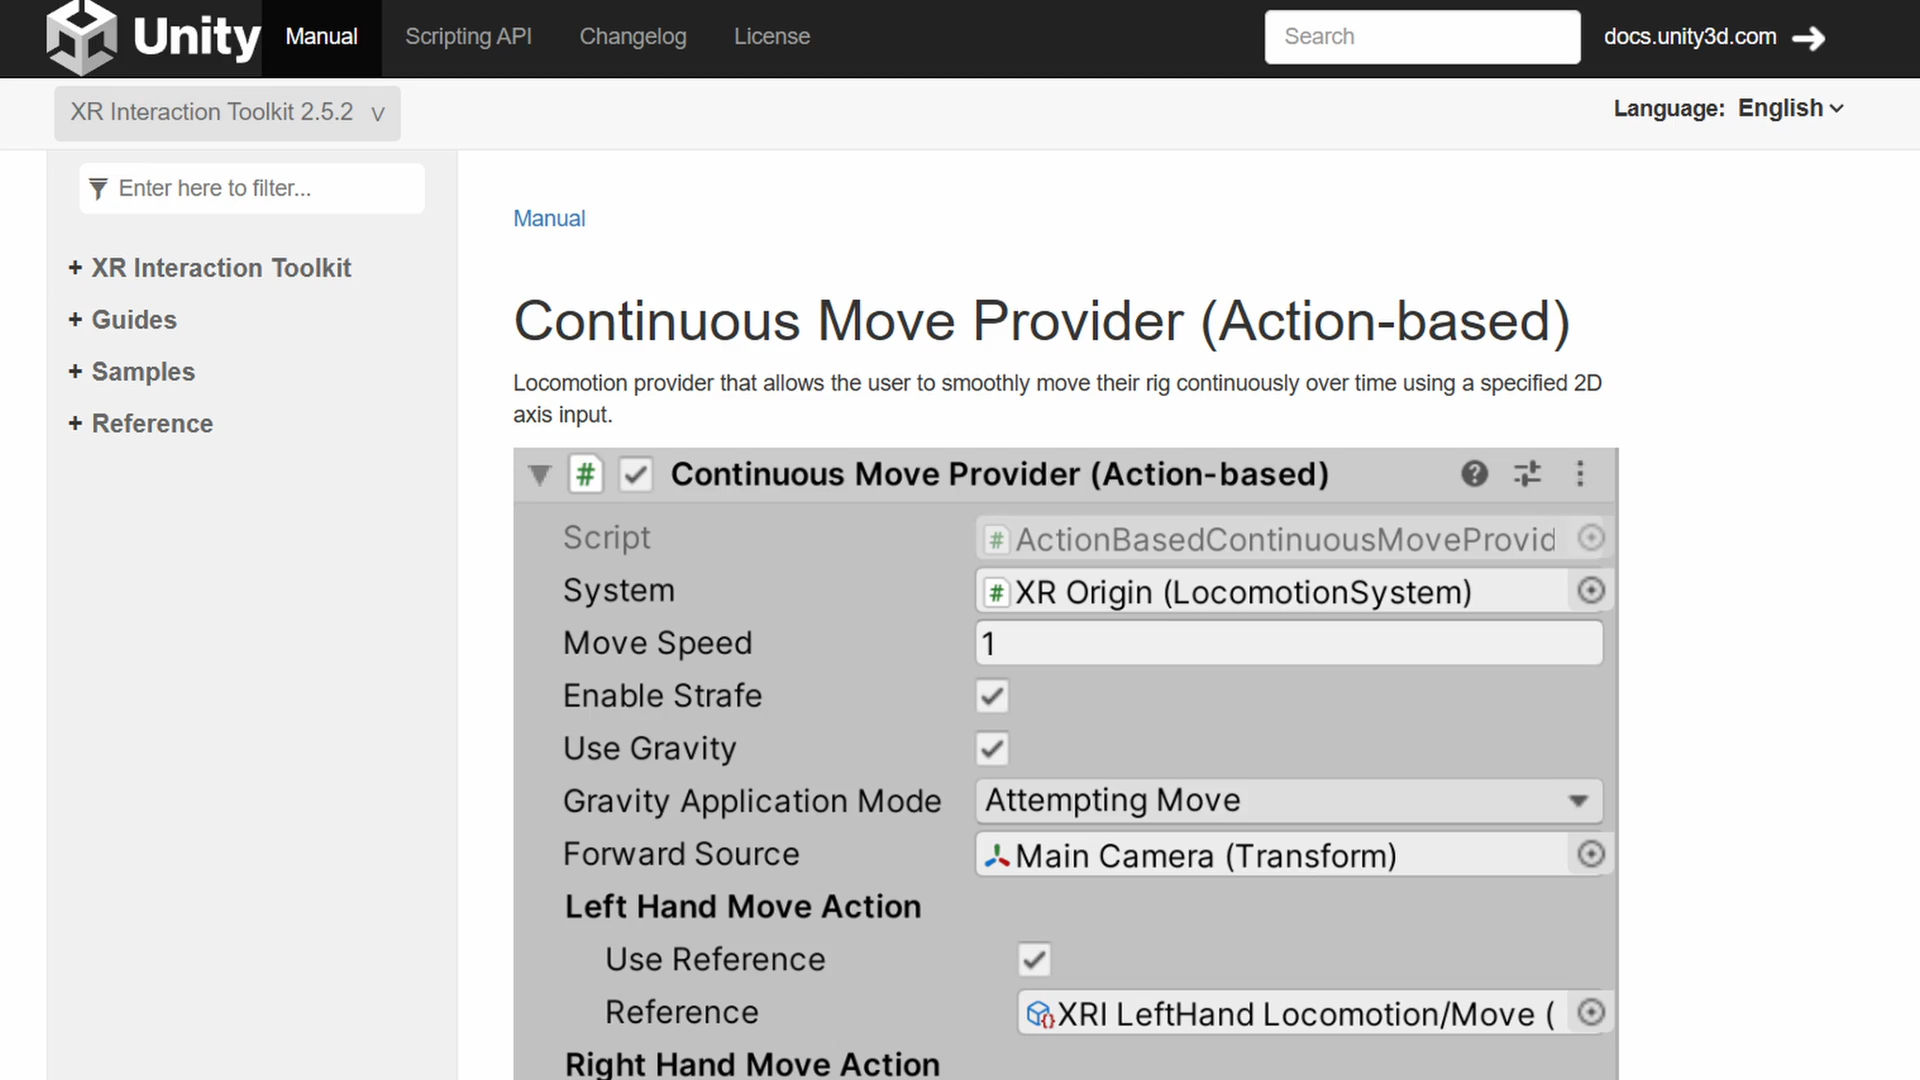 Unity Manual Scripting API Changelog License Search docs.unity3d.com
XR Interaction Toolkit 2.5.2 Language: English
Enter here to filter...
+ XR Interaction Toolkit
+ Guides
+ Samples
+ Reference
Manual
Continuous Move Provider (Action-based)
Locomotion provider that allows the user to smoothly move their rig continuously over time using a specified 2D
axis input.
# Continuous Move Provider (Action-based)
Script # ActionBasedContinuousMoveProvid
System # XR Origin (LocomotionSystem)
Move Speed 1
Enable Strafe
Use Gravity
Gravity Application Mode Attempting Move
Forward Source Main Camera (Transform)
Left Hand Move Action
Use Reference
Reference XRI LeftHand Locomotion/Move (
Right Hand Move Action